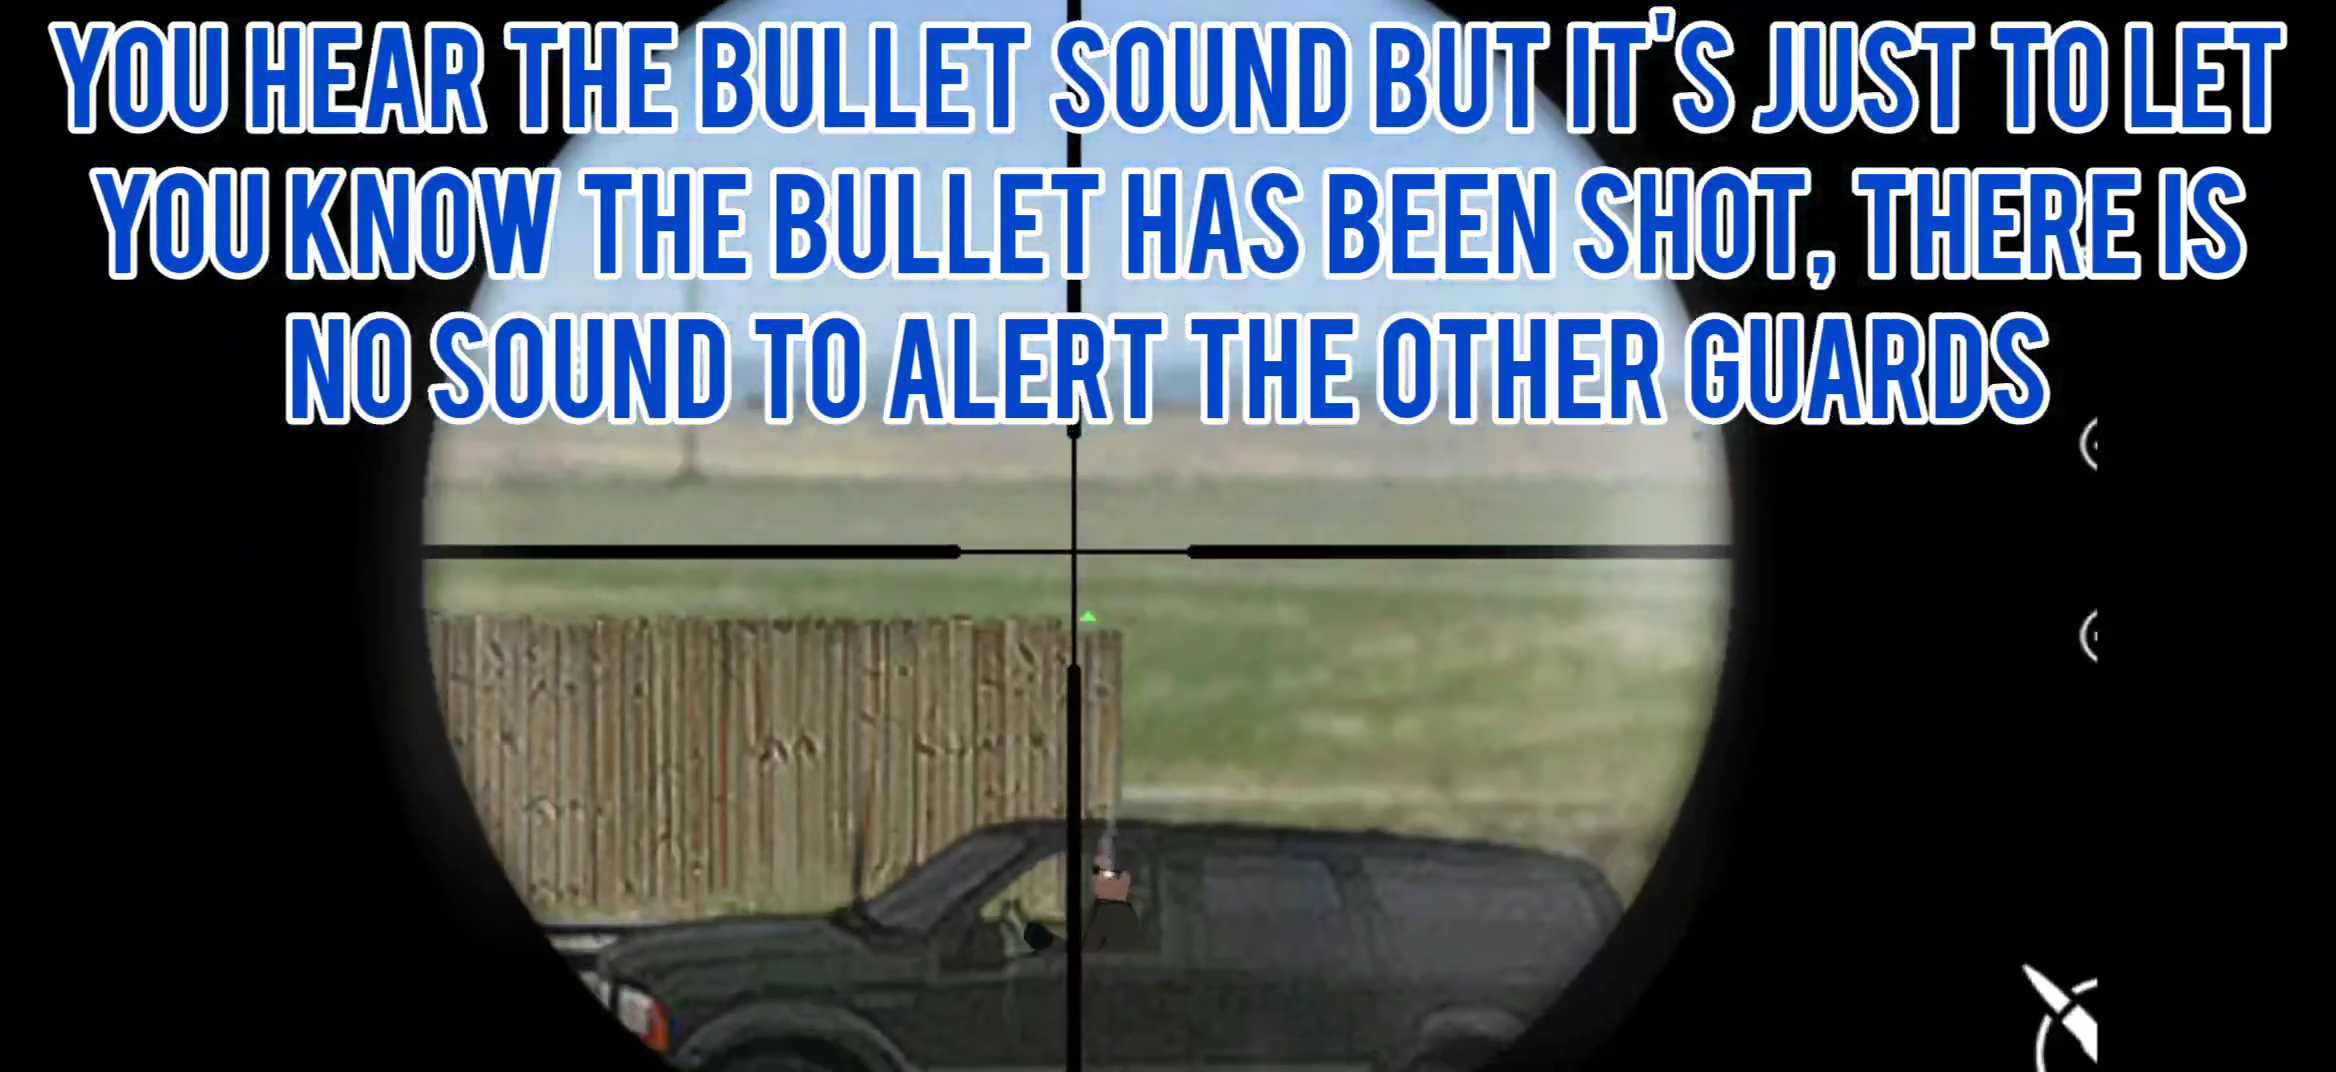 YOU HEAR THE BULLET SOUND BUT IT'S JUST TO LET
YOU KNOW THE BULLET HAS BEEN SHOT, THERE IS
NO SOUND TO ALERT THE OTHER GUARDS